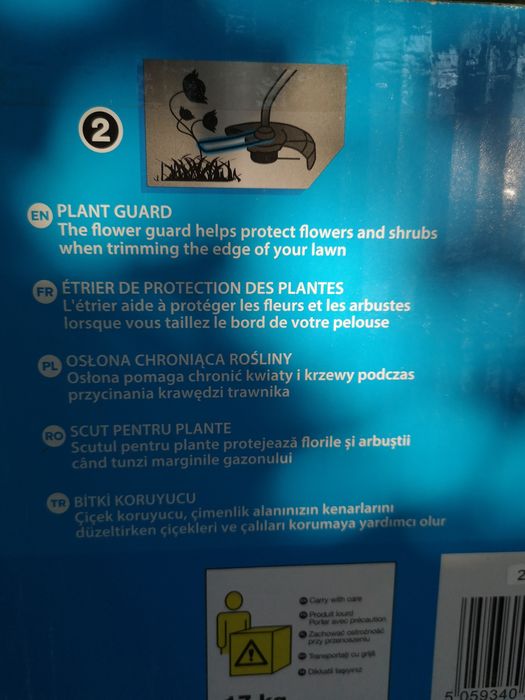 2
EN PLANT GUARD
The flower guard helps protect flowers and shrubs
when trimming the edge of your lawn
FR ÉTRIER DE PROTECTION DES PLANTES
L'étrier aide à protéger les fleurs et les arbustes
lorsque vous taillez le bord de votre pelouse
PL OSŁONA CHRONIĄCA ROŚLINY
Osłona pomaga chronić kwiaty i krzewy podczas
przycinania krawędzi trawnika
RO SCUT PENTRU PLANTE
Scutul pentru plante protejează florile și arbuștii
când tunzi marginile gazonului
TR BİTKİ KORUYUCU
Çiçek koruyucu, çimenlik alanınızın kenarlarını
düzeltirken çiçekleri ve çalıları korumaya yardımcı olur
Carry with care
Produit lourd
Porter avec précaution
Zachować ostrożność
przy przenoszeniu
Transportați cu grijă
Dikkatli taşıyınız
17 kg
2
5 059340